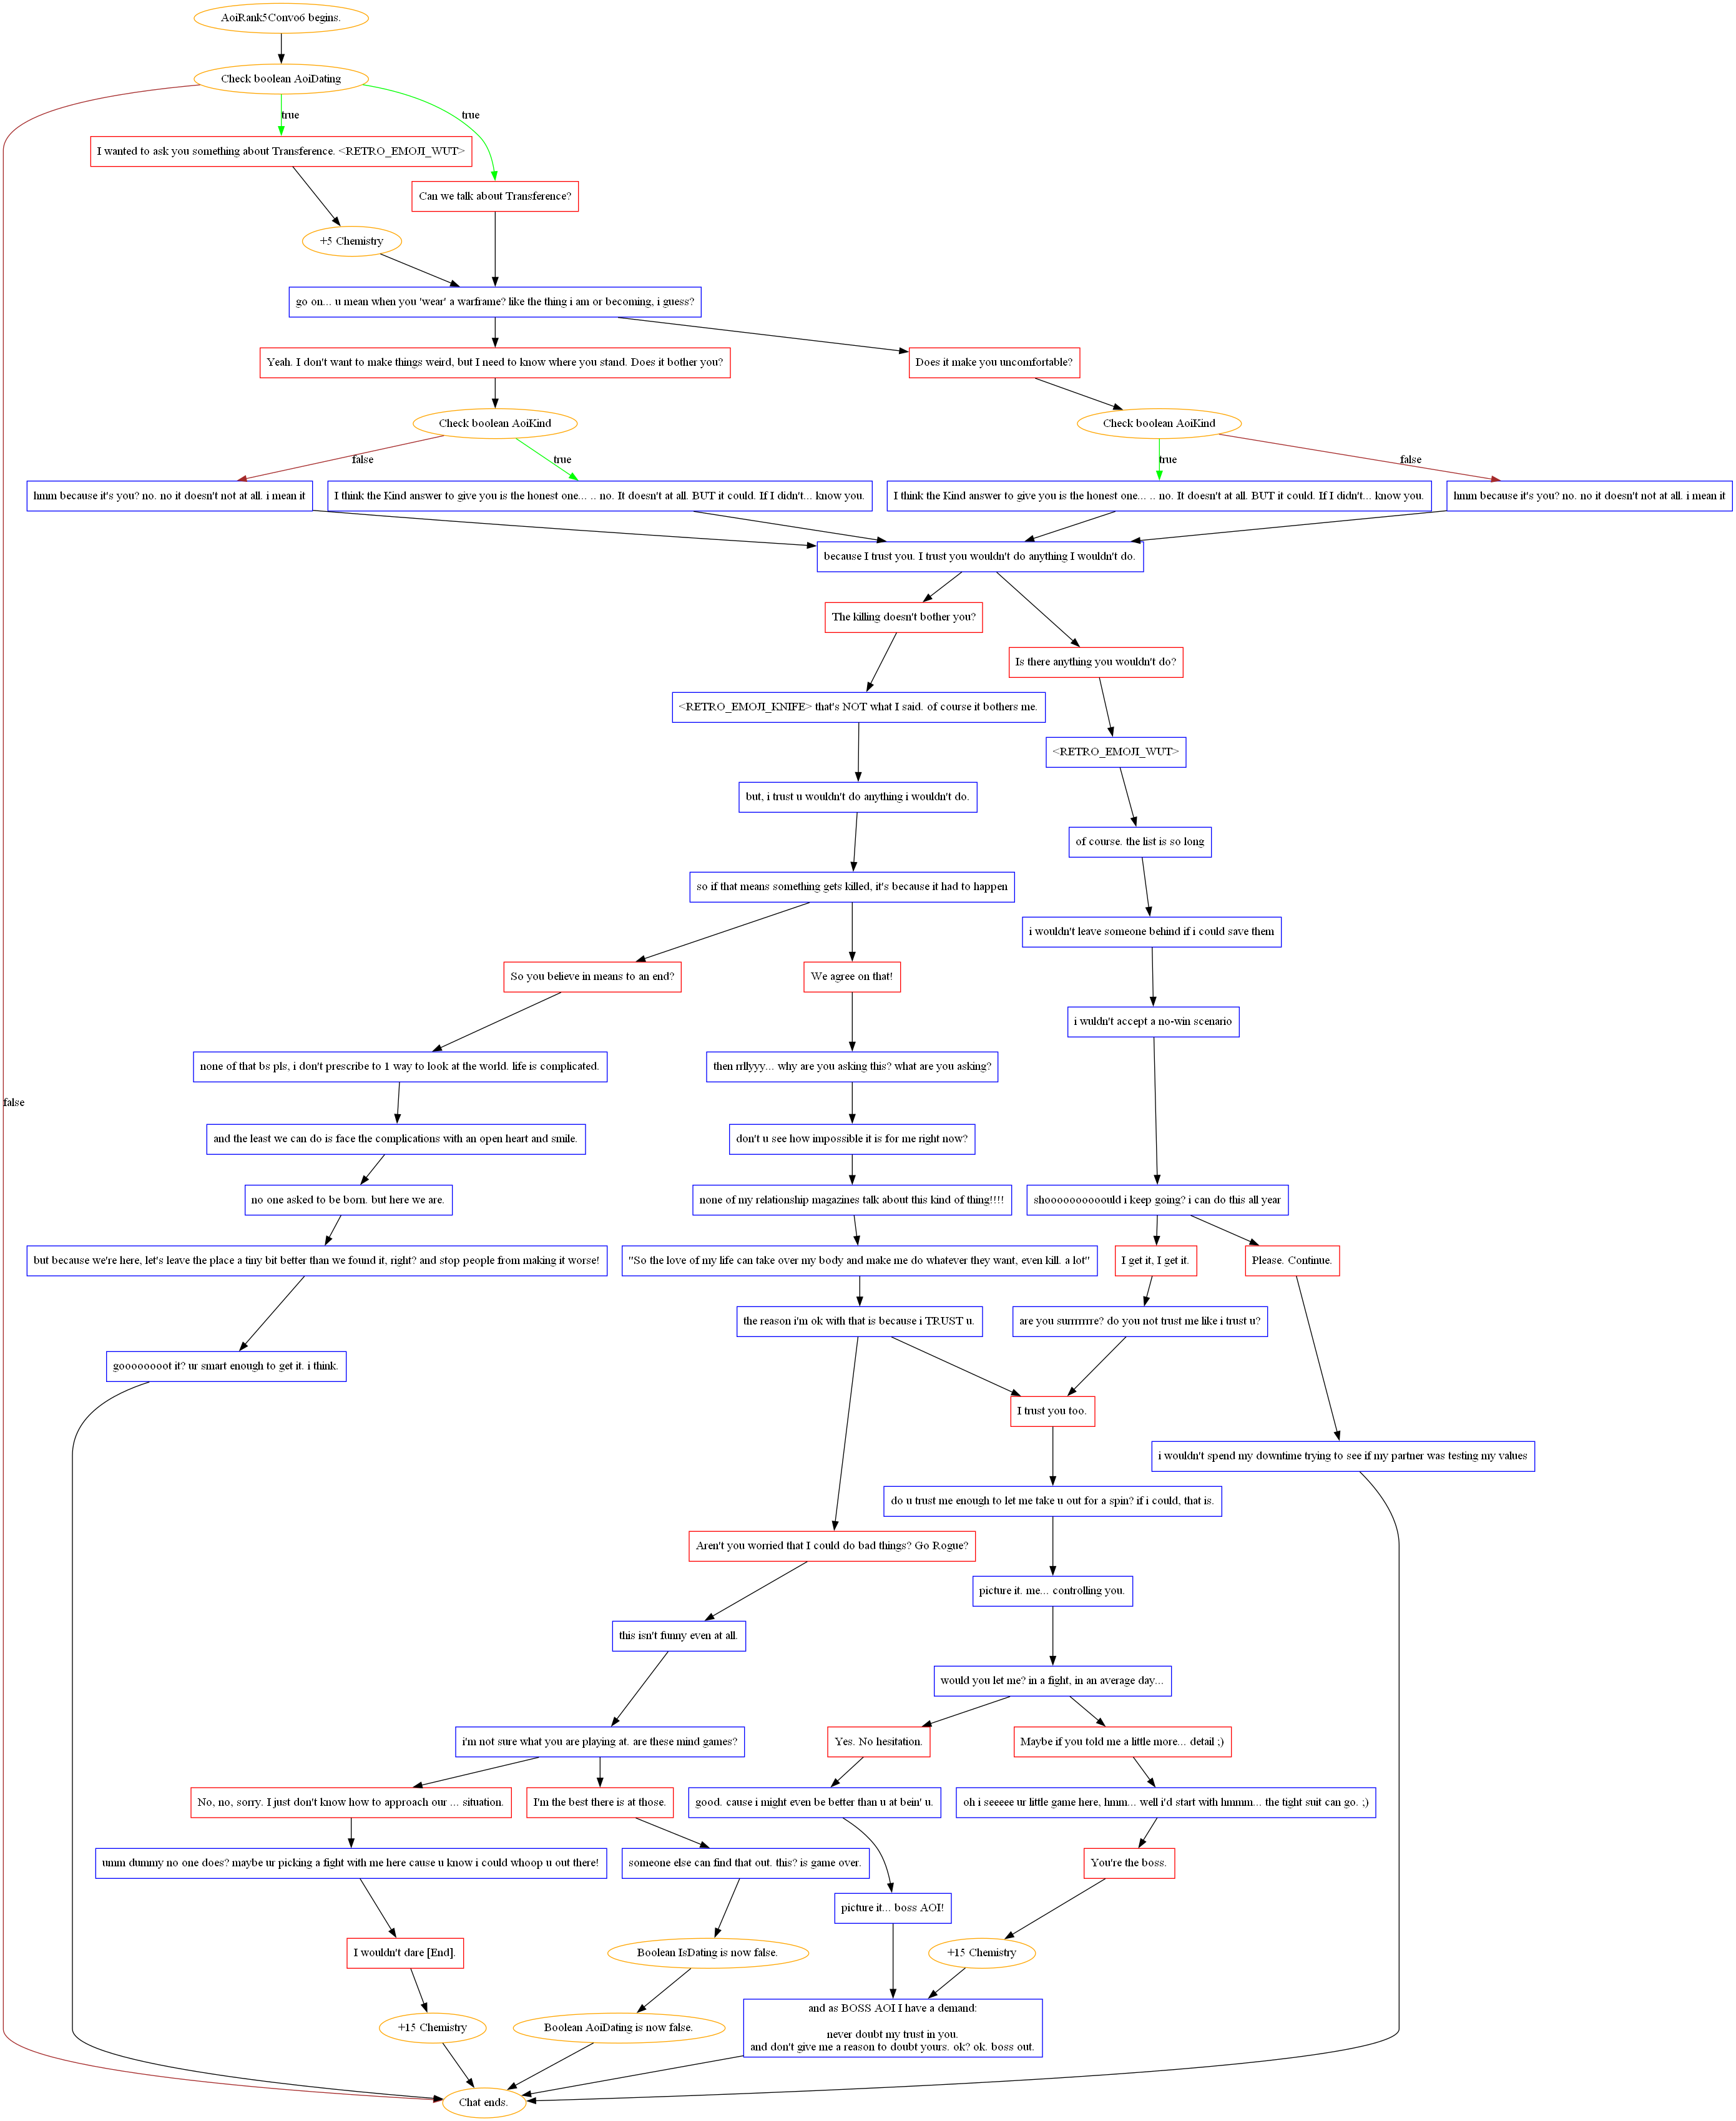 AoiRank5Convo6 begins.
Check boolean AoiDating
true
true
I wanted to ask you something about Transference. <RETRO_EMOJI_WUT>
Can we talk about Transference?
+5 Chemistry
go on... u mean when you 'wear' a warframe? like the thing i am or becoming, i guess?
Yeah. I don't want to make things weird, but I need to know where you stand. Does it bother you?
Does it make you uncomfortable?
Check boolean AoiKind
Check boolean AoiKind
false
true
true
false
hmm because it's you? no. no it doesn't not at all. i mean it
I think the Kind answer to give you is the honest one... .. no. It doesn't at all. BUT it could. If I didn't... know you.
I think the Kind answer to give you is the honest one... .. no. It doesn't at all. BUT it could. If I didn't... know you.
hmm because it's you? no. no it doesn't not at all. i mean it
because I trust you. I trust you wouldn't do anything I wouldn't do.
The killing doesn't bother you?
Is there anything you wouldn't do?
<RETRO_EMOJI_KNIFE> that's NOT what I said. of course it bothers me.
<RETRO_EMOJI_WUT>
but, i trust u wouldn't do anything i wouldn't do.
of course. the list is so long
so if that means something gets killed, it's because it had to happen
i wouldn't leave someone behind if i could save them
So you believe in means to an end?
We agree on that!
i wuldn't accept a no-win scenario
none of that bs pls, i don't prescribe to 1 way to look at the world. life is complicated.
then rrllyyy... why are you asking this? what are you asking?
false
and the least we can do is face the complications with an open heart and smile.
don't u see how impossible it is for me right now?
no one asked to be born. but here we are.
none of my relationship magazines talk about this kind of thing!!!!
shoooooooooould i keep going? i can do this all year
but because we're here, let's leave the place a tiny bit better than we found it, right? and stop people from making it worse!
"So the love of my life can take over my body and make me do whatever they want, even kill. a lot"
I get it, I get it.
Please. Continue.
the reason i'm ok with that is because i TRUST u.
are you surrrrrrre? do you not trust me like i trust u?
goooooooot it? ur smart enough to get it. i think.
I trust you too.
i wouldn't spend my downtime trying to see if my partner was testing my values
do u trust me enough to let me take u out for a spin? if i could, that is.
Aren't you worried that I could do bad things? Go Rogue?
picture it. me... controlling you.
this isn't funny even at all.
would you let me? in a fight, in an average day...
i'm not sure what you are playing at. are these mind games?
Yes. No hesitation.
Maybe if you told me a little more... detail ;)
No, no, sorry. I just don't know how to approach our ... situation.
I'm the best there is at those.
good. cause i might even be better than u at bein' u.
oh i seeeee ur little game here, hmm... well i'd start with hmmm... the tight suit can go. ;)
umm dummy no one does? maybe ur picking a fight with me here cause u know i could whoop u out there!
someone else can find that out. this? is game over.
You're the boss.
picture it... boss AOI!
I wouldn't dare [End].
Boolean IsDating is now false.
+15 Chemistry
+15 Chemistry
Boolean AoiDating is now false.
and as BOSS AOI I have a demand:
never doubt my trust in you.
and don't give me a reason to doubt yours. ok? ok. boss out.
Chat ends.